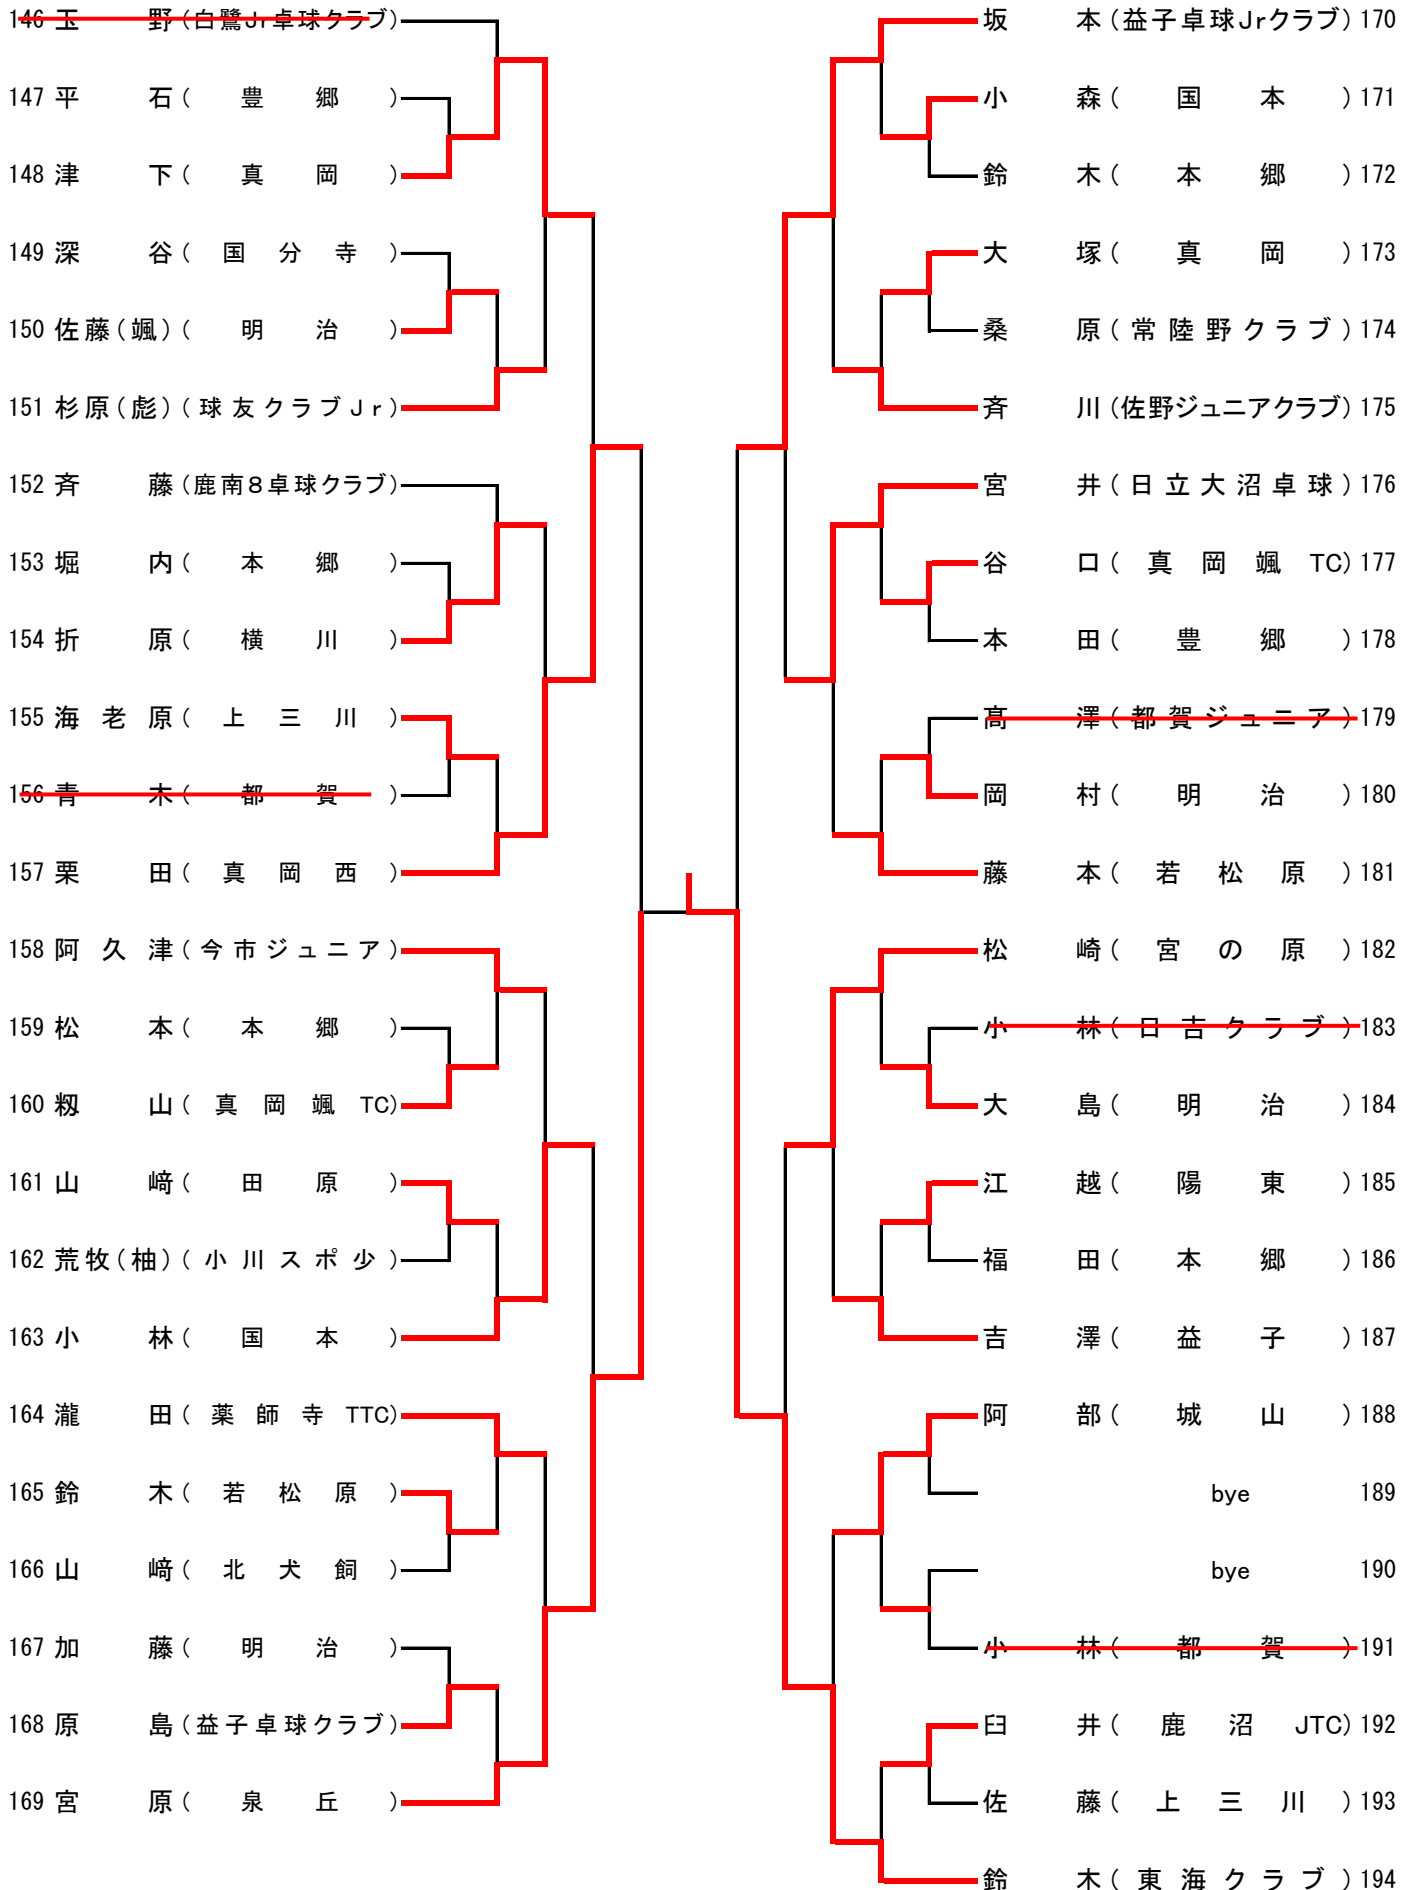 146 玉野(白鷺Jr卓球クラブ)
147 平石(豊郷)
148 津下(真岡)
149 深谷(国分寺)
150 佐藤(颯)(明治)
151 杉原(彪)(球友クラブJr)
152 斉藤(鹿南8卓球クラブ)
153 堀内(本郷)
154 折原(横川)
155 海老原(上三川)
156 青木(都賀)
157 栗田(真岡西)
158 阿久津(今市ジュニア)
159 松本(本郷)
160 籾山(真岡颯TC)
161 山﨑(田原)
162 荒牧(柚)(小川スポ少)
163 小林(国本)
164 瀧田(薬師寺TTC)
165 鈴木(若松原)
166 山﨑(北犬飼)
167 加藤(明治)
168 原島(益子卓球クラブ)
169 宮原(泉丘)
坂本(益子卓球Jrクラブ)170
小森(国本)171
鈴木(本郷)172
大塚(真岡)173
桑原(常陸野クラブ)174
斉川(佐野ジュニアクラブ)175
宮井(日立大沼卓球)176
谷口(真岡颯TC)177
本田(豊郷)178
髙澤(都賀ジュニア)179
岡村(明治)180
藤本(若松原)181
松崎(宮の原)182
小林(日吉クラブ)183
大島(明治)184
江越(陽東)185
福田(本郷)186
吉澤(益子)187
阿部(城山)188
bye 189
bye 190
小林(都賀)191
臼井(鹿沼JTC)192
佐藤(上三川)193
鈴木(東海クラブ)194